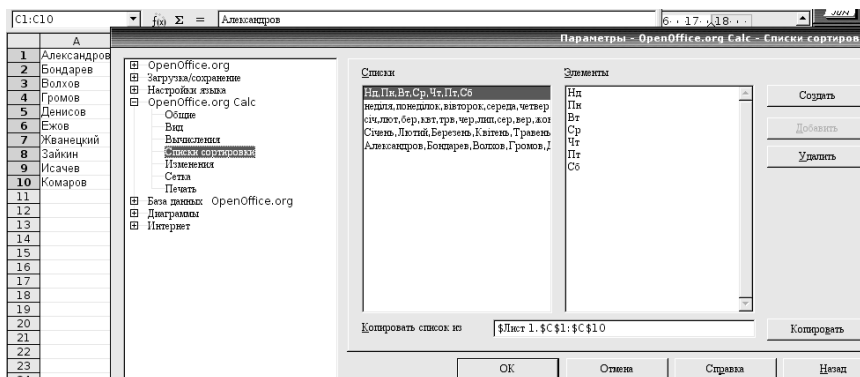 C1:C10 f(x) Σ = Александров 6 · · 17 · 18 · · ·
Параметры - OpenOffice.org Calc - Списки сортиров
A
1 Александров
2 Бондарев
3 Волхов
4 Громов
5 Денисов
6 Ежов
7 Жванецкий
8 Зайкин
9 Исачев
10 Комаров
11
12
13
14
15
16
17
18
19
20
21
22
23
OpenOffice.org
Загрузка/сохранение
Настройки языка
OpenOffice.org Calc
Общие
Вид
Вычисления
Списки сортировки
Изменения
Сетка
Печать
База данных OpenOffice.org
Диаграммы
Интернет
Списки
Нд,Пн,Вт,Ср,Чт,Пт,Сб
неділя,понеділок,вівторок,середа,четвер
січ,лют,бер,квт,трв,чер,лип,сер,вер,жов
Січень,Лютий,Березень,Квітень,Травень
Александров,Бондарев,Волхов,Громов,Д
Элементы
Нд
Пн
Вт
Ср
Чт
Пт
Сб
Создать
Добавить
Удалить
Копировать список из $Лист 1.$C$1:$C$10 Копировать
OK Отмена Справка Назад